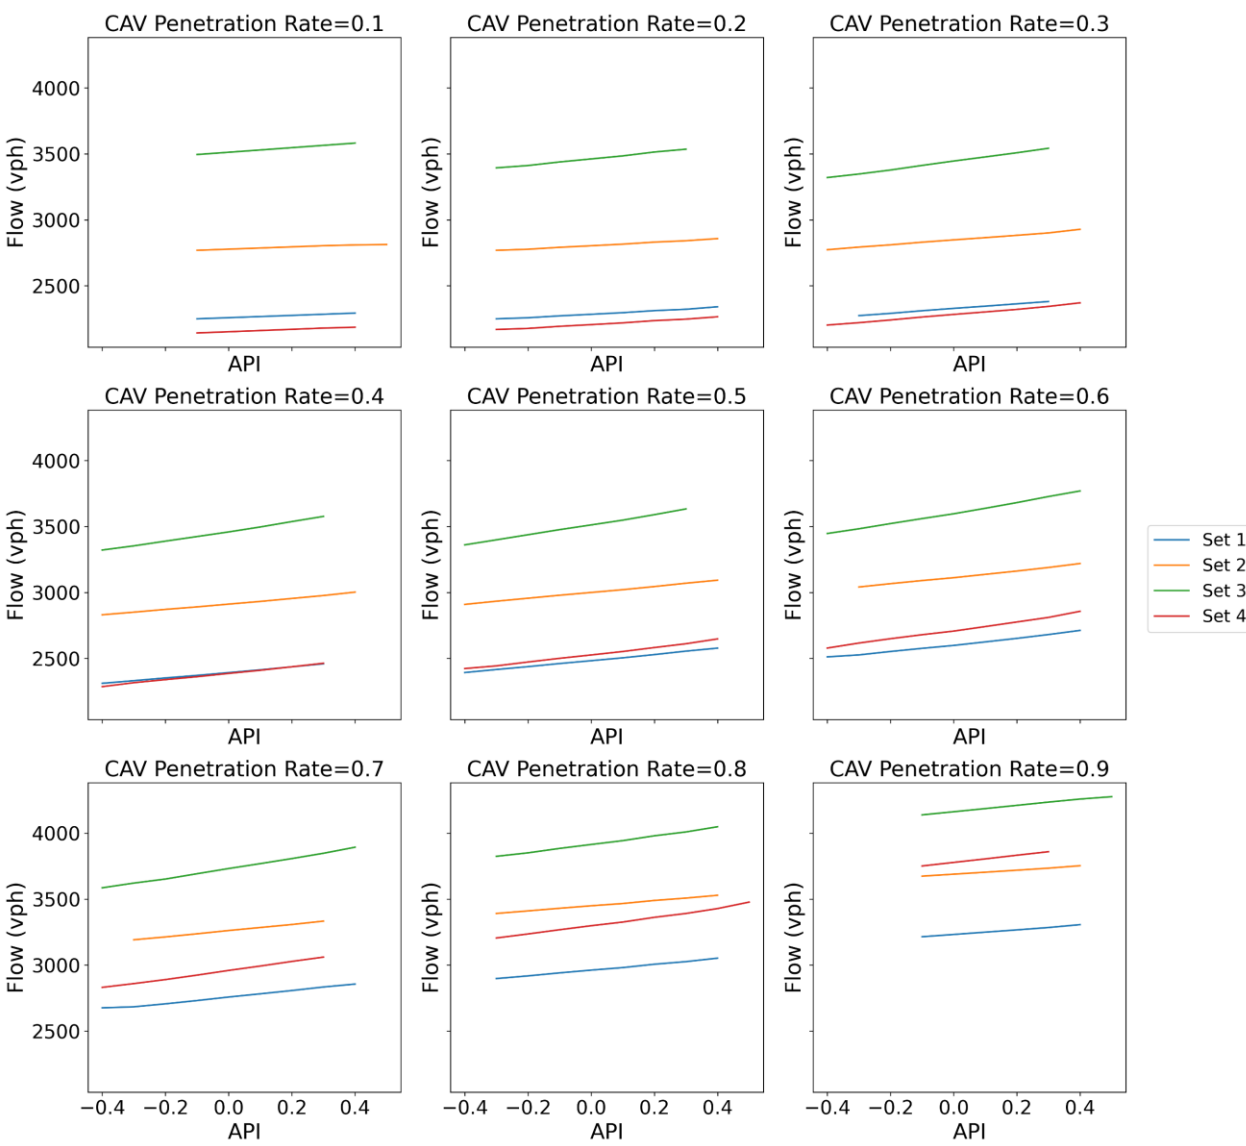 CAV Penetration Rate=0.1
CAV Penetration Rate=0.2
CAV Penetration Rate=0.3
Flow (vph)
4000
3500
3000
2500
API
Flow (vph)
API
Flow (vph)
API
CAV Penetration Rate=0.4
CAV Penetration Rate=0.5
CAV Penetration Rate=0.6
Flow (vph)
4000
3500
3000
2500
API
Flow (vph)
API
Flow (vph)
API
Set 1
Set 2
Set 3
Set 4
CAV Penetration Rate=0.7
CAV Penetration Rate=0.8
CAV Penetration Rate=0.9
Flow (vph)
4000
3500
3000
2500
−0.4 −0.2 0.0 0.2 0.4
API
Flow (vph)
−0.4 −0.2 0.0 0.2 0.4
API
Flow (vph)
−0.4 −0.2 0.0 0.2 0.4
API